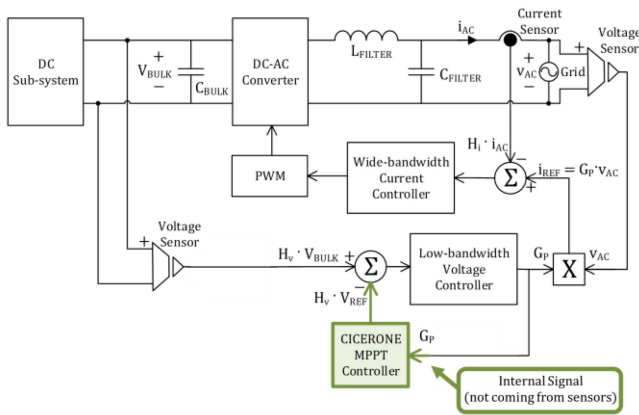 DC
Sub-system
+
V_BULK
−
C_BULK
DC-AC
Converter
L_FILTER
C_FILTER
i_AC
Current
Sensor
+
v_AC
−
Grid
+
Voltage
Sensor
PWM
Wide-bandwidth
Current
Controller
H_i · i_AC
−
Σ
+
i_REF = G_P·v_AC
Voltage
Sensor
+
H_v · V_BULK
+
Σ
−
H_v · V_REF
Low-bandwidth
Voltage
Controller
G_P
X
v_AC
CICERONE
MPPT
Controller
G_P
Internal Signal
(not coming from sensors)